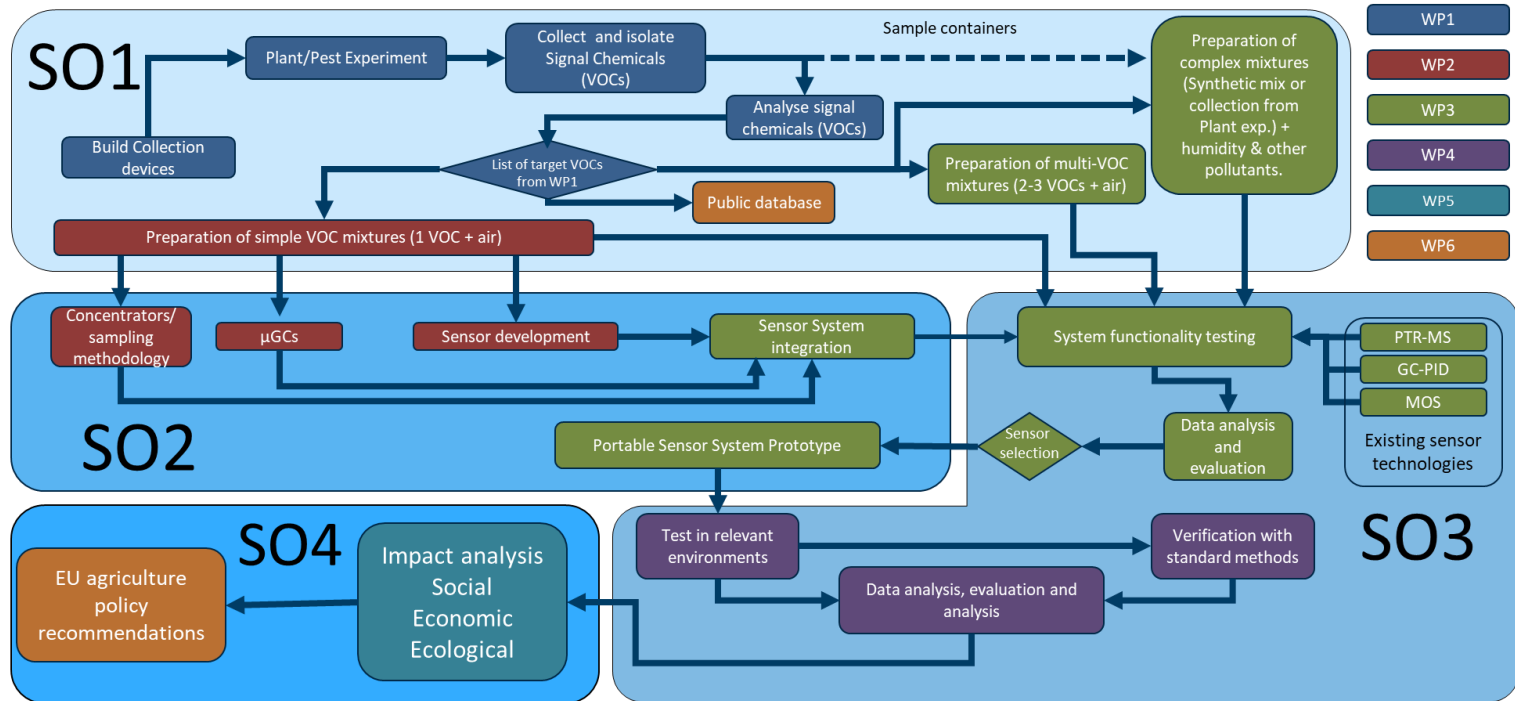 SO1
Build Collection
devices
Plant/Pest Experiment
Collect and isolate
Signal Chemicals
(VOCs)
Sample containers
Analyse signal
chemicals (VOCs)
List of target VOCs
from WP1
Public database
Preparation of multi-VOC
mixtures (2-3 VOCs + air)
Preparation of
complex mixtures
(Synthetic mix or
collection from
Plant exp.) +
humidity & other
pollutants.
Preparation of simple VOC mixtures (1 VOC + air)
WP1
WP2
WP3
WP4
WP5
WP6
SO2
Concentrators/
sampling
methodology
µGCs
Sensor development
Sensor System
integration
Portable Sensor System Prototype
SO3
System functionality testing
PTR-MS
GC-PID
MOS
Existing sensor
technologies
Data analysis
and
evaluation
Sensor
selection
Test in relevant
environments
Verification with
standard methods
Data analysis, evaluation and
analysis
SO4
Impact analysis
Social
Economic
Ecological
EU agriculture
policy
recommendations